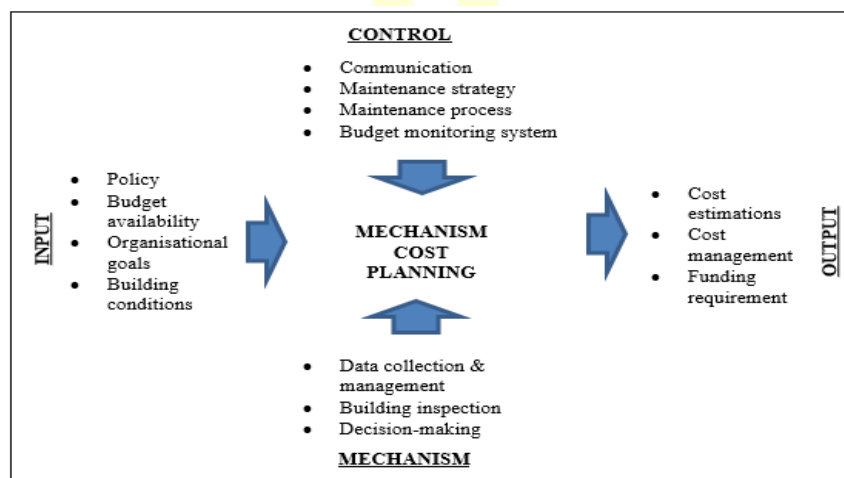 CONTROL
• Communication
• Maintenance strategy
• Maintenance process
• Budget monitoring system
INPUT
• Policy
• Budget
availability
• Organisational
goals
• Building
conditions
MECHANISM
COST
PLANNING
• Cost
estimations
• Cost
management
• Funding
requirement
OUTPUT
• Data collection &
management
• Building inspection
• Decision-making
MECHANISM